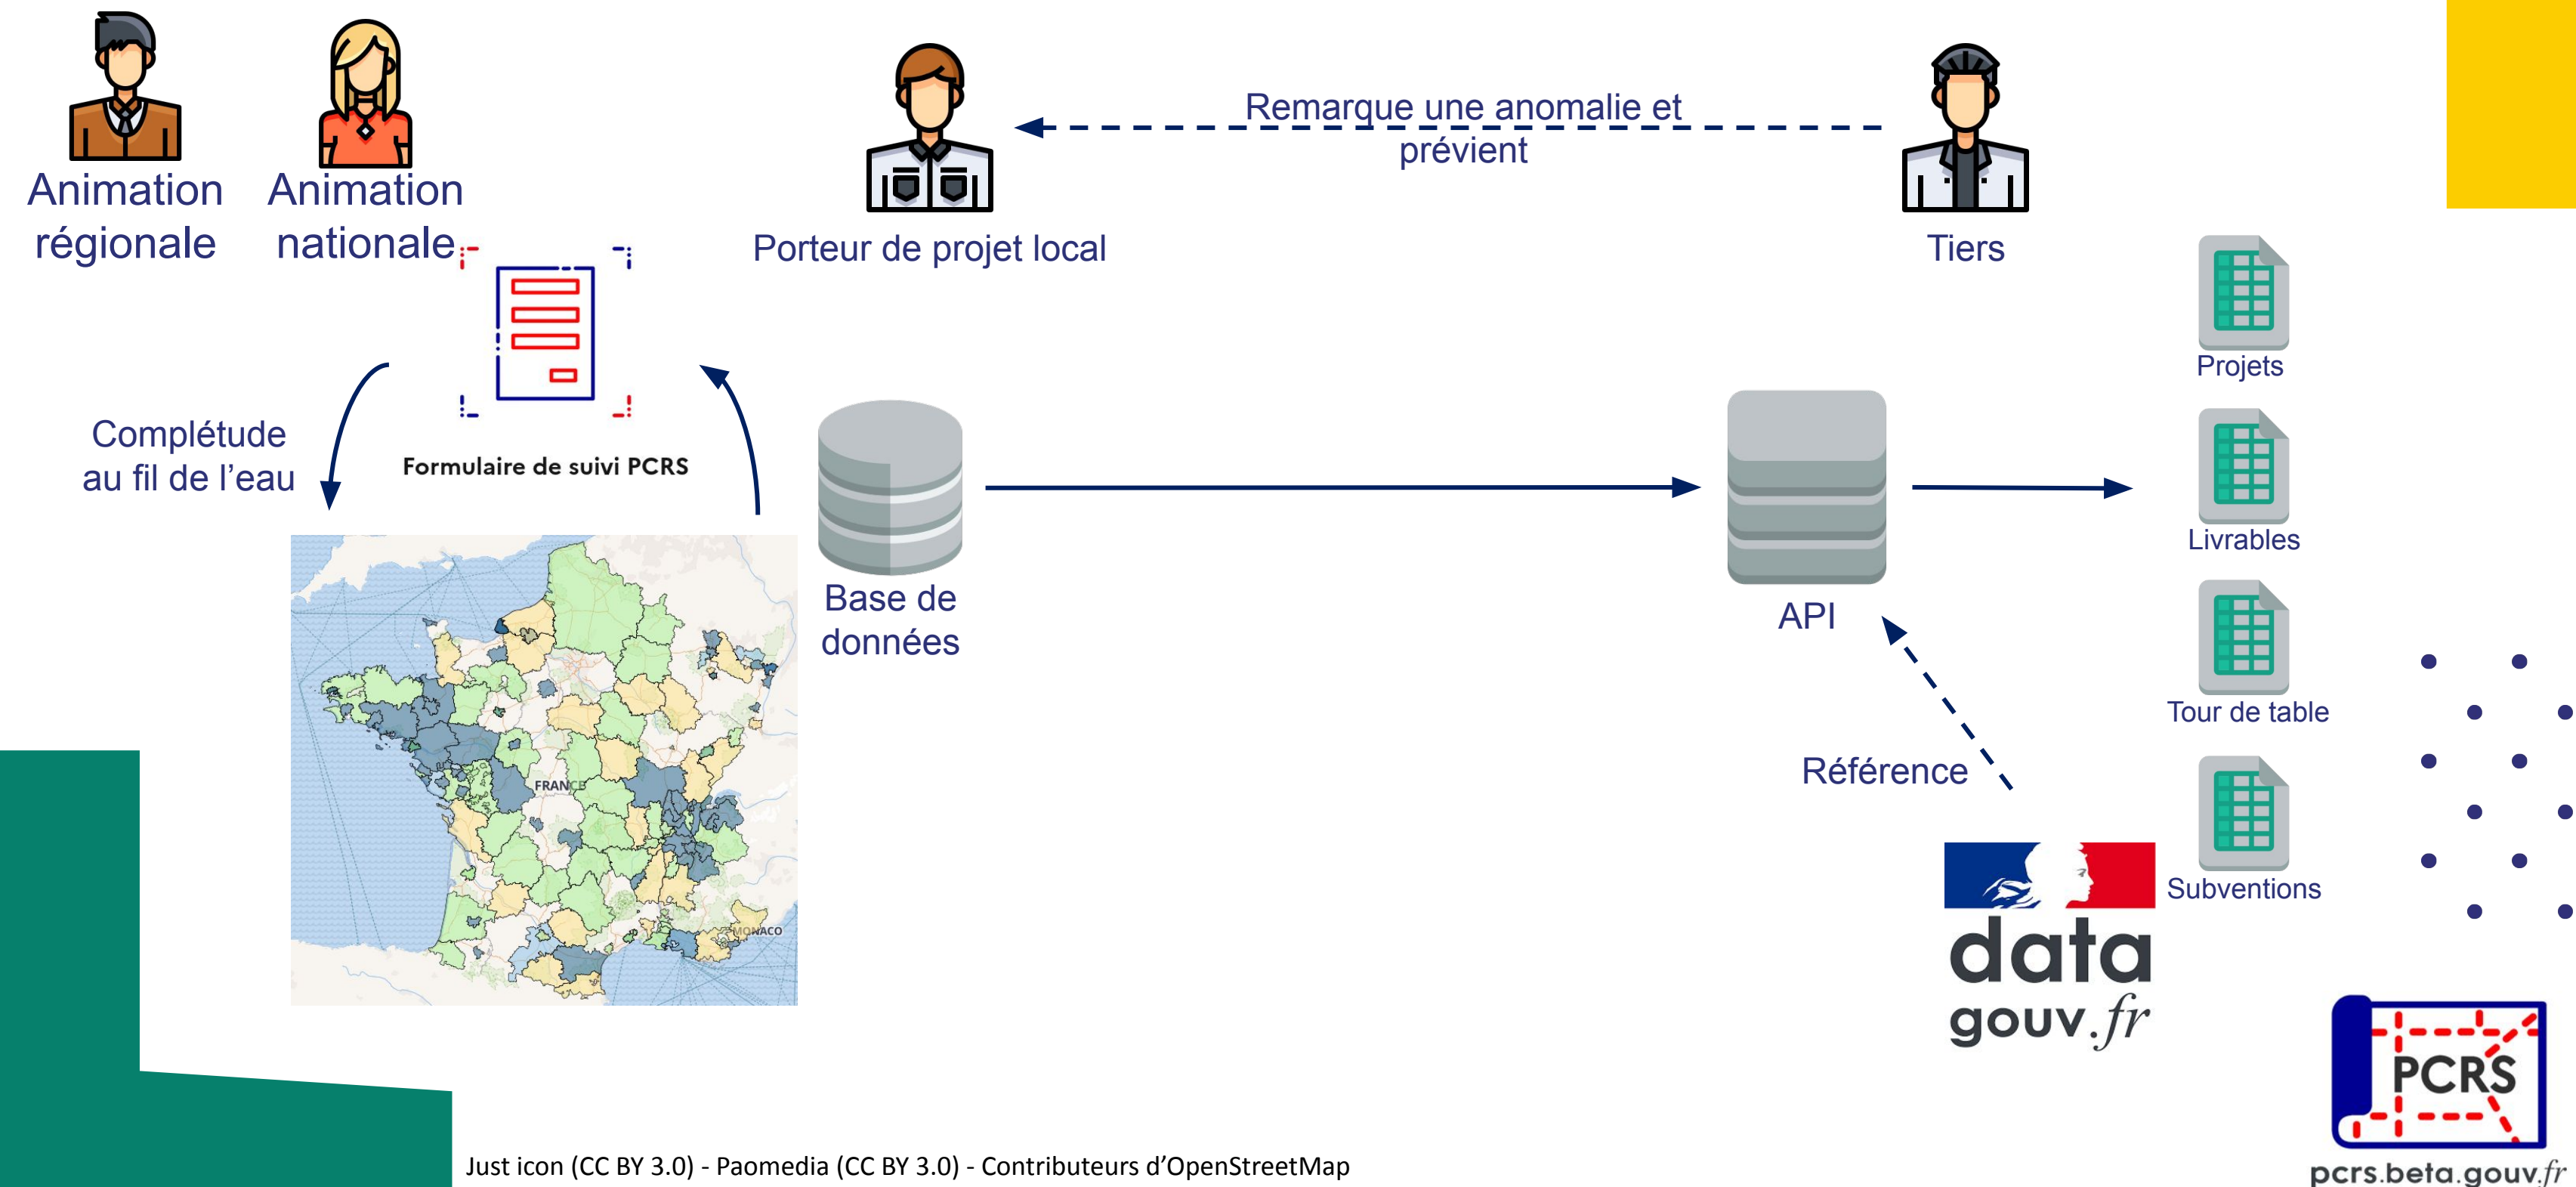 Animation
régionale
Animation
nationale
Porteur de projet local
Remarque une anomalie et
prévient
Tiers
Projets
Livrables
Tour de table
Subventions
Complétude
au fil de l'eau
Formulaire de suivi PCRS
Base de
données
API
Référence
FRANCE
MONACO
data
gouv.fr
PCRS
pcrs.beta.gouv.fr
Just icon (CC BY 3.0) - Paomedia (CC BY 3.0) - Contributeurs d'OpenStreetMap